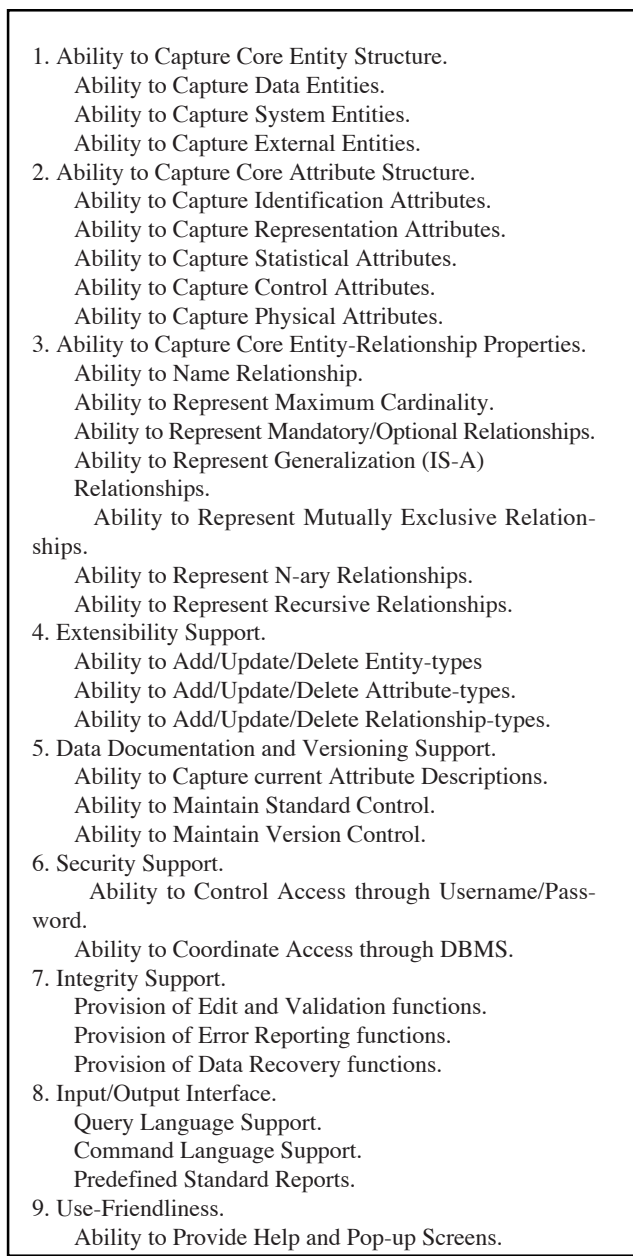 1. Ability to Capture Core Entity Structure.
Ability to Capture Data Entities.
Ability to Capture System Entities.
Ability to Capture External Entities.
2. Ability to Capture Core Attribute Structure.
Ability to Capture Identification Attributes.
Ability to Capture Representation Attributes.
Ability to Capture Statistical Attributes.
Ability to Capture Control Attributes.
Ability to Capture Physical Attributes.
3. Ability to Capture Core Entity-Relationship Properties.
Ability to Name Relationship.
Ability to Represent Maximum Cardinality.
Ability to Represent Mandatory/Optional Relationships.
Ability to Represent Generalization (IS-A)
Relationships.
Ability to Represent Mutually Exclusive Relation-
ships.
Ability to Represent N-ary Relationships.
Ability to Represent Recursive Relationships.
4. Extensibility Support.
Ability to Add/Update/Delete Entity-types
Ability to Add/Update/Delete Attribute-types.
Ability to Add/Update/Delete Relationship-types.
5. Data Documentation and Versioning Support.
Ability to Capture current Attribute Descriptions.
Ability to Maintain Standard Control.
Ability to Maintain Version Control.
6. Security Support.
Ability to Control Access through Username/Pass-
word.
Ability to Coordinate Access through DBMS.
7. Integrity Support.
Provision of Edit and Validation functions.
Provision of Error Reporting functions.
Provision of Data Recovery functions.
8. Input/Output Interface.
Query Language Support.
Command Language Support.
Predefined Standard Reports.
9. Use-Friendliness.
Ability to Provide Help and Pop-up Screens.